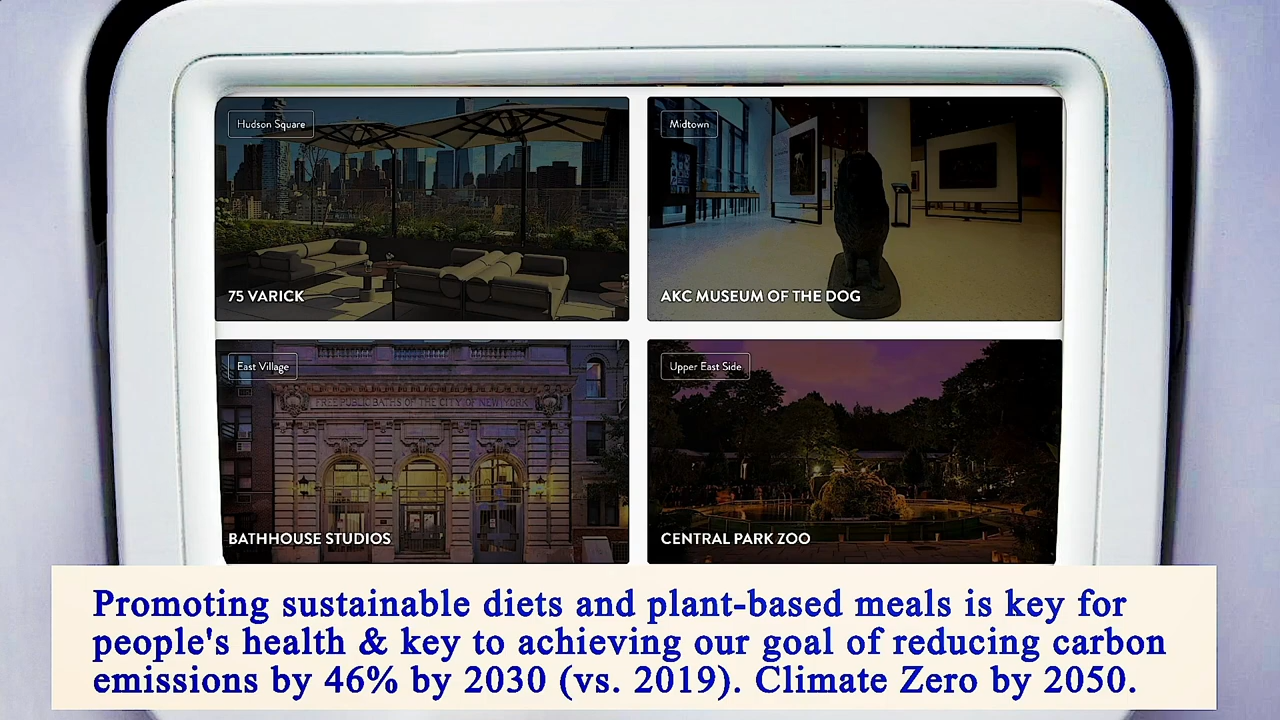 Hudson Square
Midtown
75 VARICK
AKC MUSEUM OF THE DOG
East Village
Upper East Side
FREE PUBLIC BATHS OF THE CITY OF NEW YORK
BATHHOUSE STUDIOS
CENTRAL PARK ZOO
Promoting sustainable diets and plant-based meals is key for
people's health & key to achieving our goal of reducing carbon
emissions by 46% by 2030 (vs. 2019). Climate Zero by 2050.